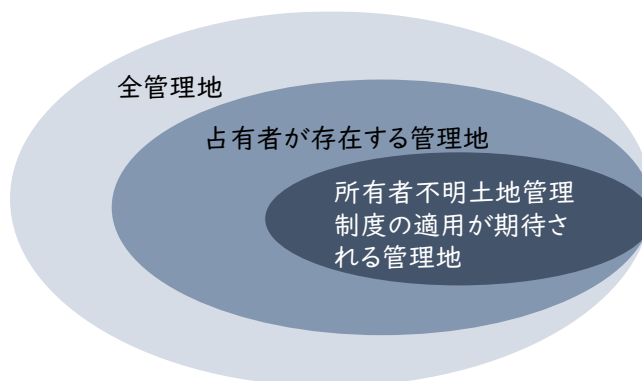 全管理地
占有者が存在する管理地
所有者不明土地管理
制度の適用が期待さ
れる管理地